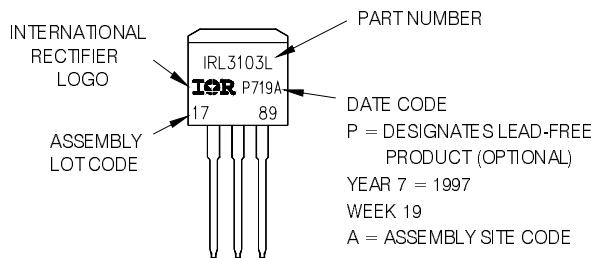 PART NUMBER
INTERNATIONAL
RECTIFIER
LOGO
IRL3103L
IOR P719A
17 89
ASSEMBLY
LOT CODE
DATE CODE
P = DESIGNATES LEAD-FREE
PRODUCT (OPTIONAL)
YEAR 7 = 1997
WEEK 19
A = ASSEMBLY SITE CODE